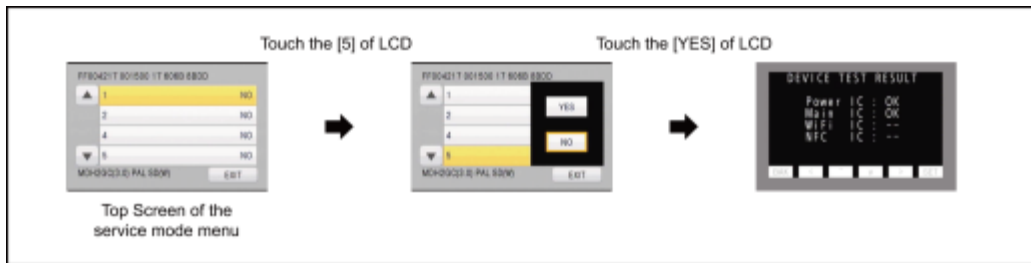 Touch the [5] of LCD
Touch the [YES] of LCD
1 NO
2 NO
4 NO
5 NO
EXIT
Top Screen of the
service mode menu
1
2
4
5
YES
NO
EXIT
DEVICE TEST RESULT
Power IC : OK
Main IC : OK
WiFi IC : --
NFC IC : --